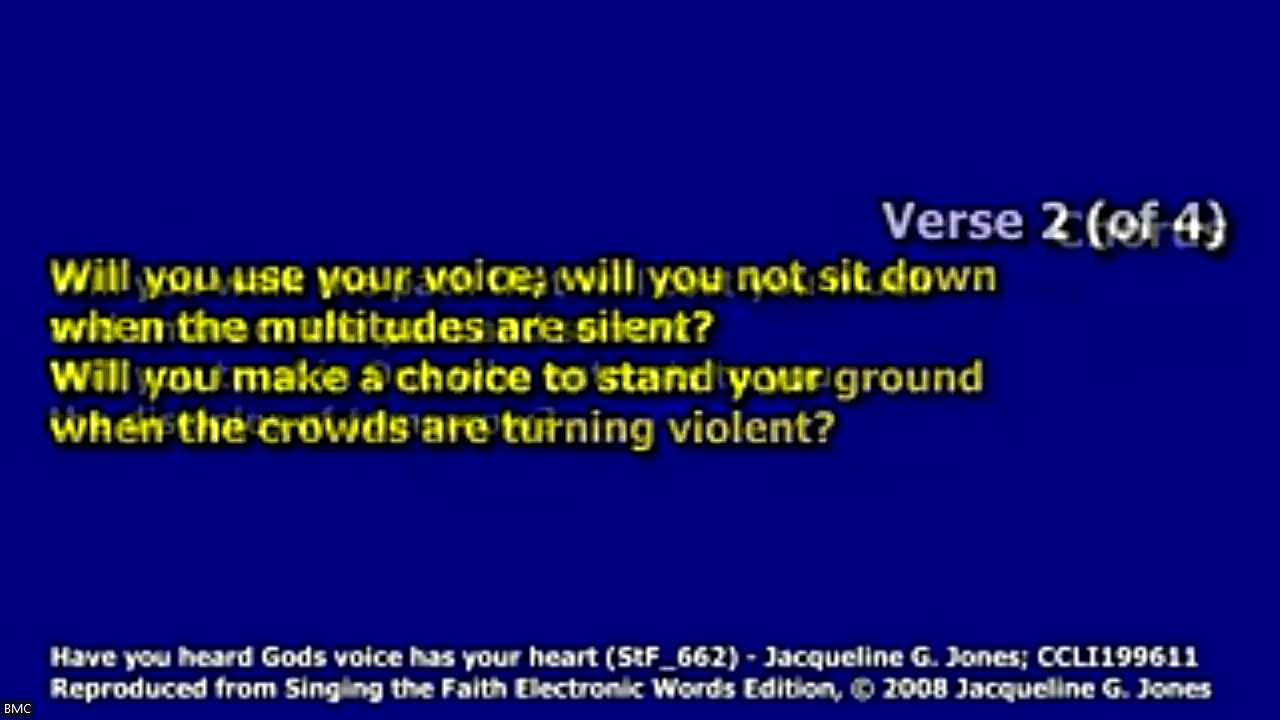 Verse 2 (of 4)
Will you use your voice; will you not sit down
when the multitudes are silent?
Will you make a choice to stand your ground
when the crowds are turning violent?
Have you heard Gods voice has your heart (StF_662) - Jacqueline G. Jones; CCLI199611
Reproduced from Singing the Faith Electronic Words Edition, © 2008 Jacqueline G. Jones
BMC